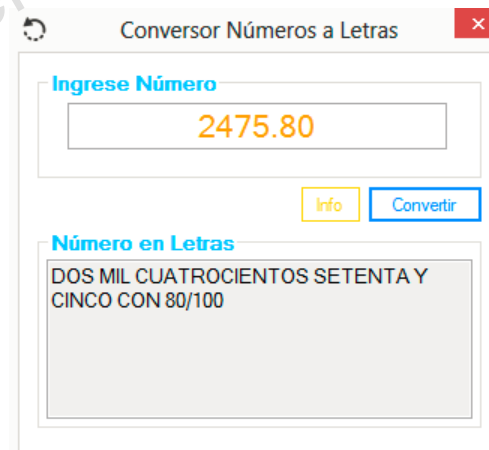 Conversor Números a Letras
Ingrese Número
2475.80
Info
Convertir
Número en Letras
DOS MIL CUATROCIENTOS SETENTA Y
CINCO CON 80/100